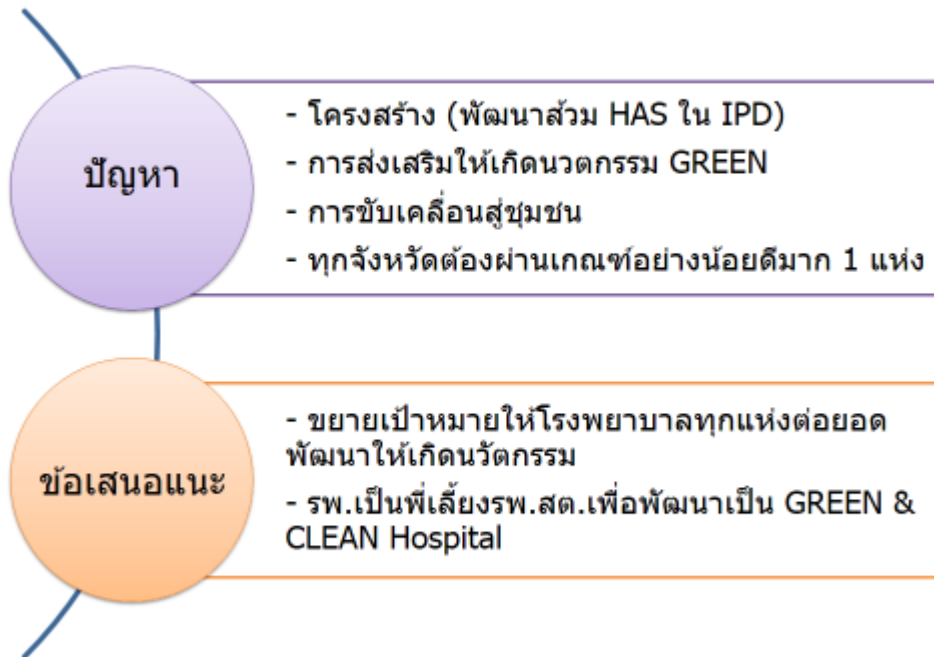 ปัญหา
- โครงสร้าง (พัฒนาส้วม HAS ใน IPD)
- การส่งเสริมให้เกิดนวตกรรม GREEN
- การขับเคลื่อนสู่ชุมชน
- ทุกจังหวัดต้องผ่านเกณฑ์อย่างน้อยดีมาก 1 แห่ง
ข้อเสนอแนะ
- ขยายเป้าหมายให้โรงพยาบาลทุกแห่งต่อยอด
พัฒนาให้เกิดนวัตกรรม
- รพ.เป็นพี่เลี้ยงรพ.สต.เพื่อพัฒนาเป็น GREEN &
CLEAN Hospital